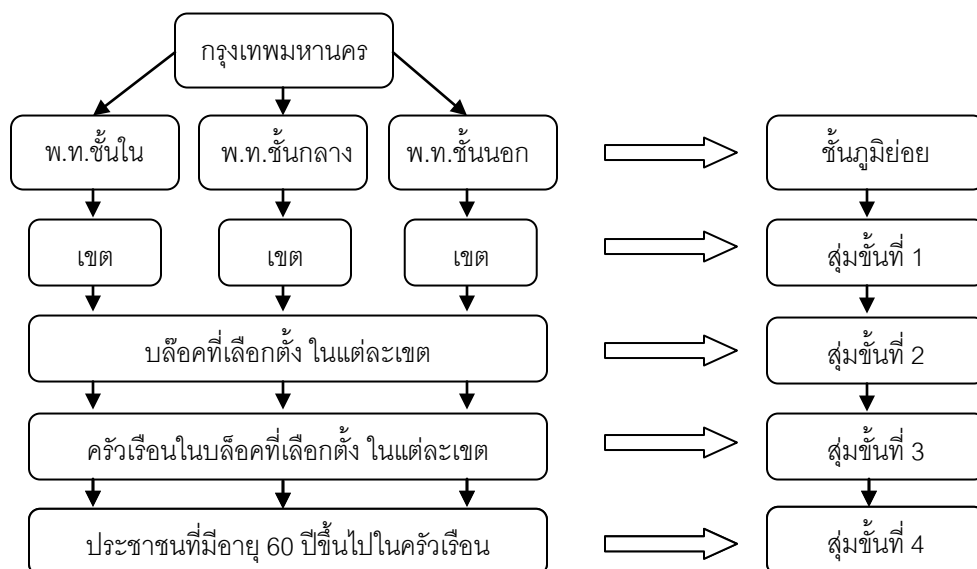 กรุงเทพมหานคร
พ.ท.ชั้นใน
พ.ท.ชั้นกลาง
พ.ท.ชั้นนอก
ชั้นภูมิย่อย
เขต
เขต
เขต
สุ่มขั้นที่ 1
บล๊อคที่เลือกตั้ง ในแต่ละเขต
สุ่มขั้นที่ 2
ครัวเรือนในบล็อคที่เลือกตั้ง ในแต่ละเขต
สุ่มขั้นที่ 3
ประชาชนที่มีอายุ 60 ปีขึ้นไปในครัวเรือน
สุ่มขั้นที่ 4